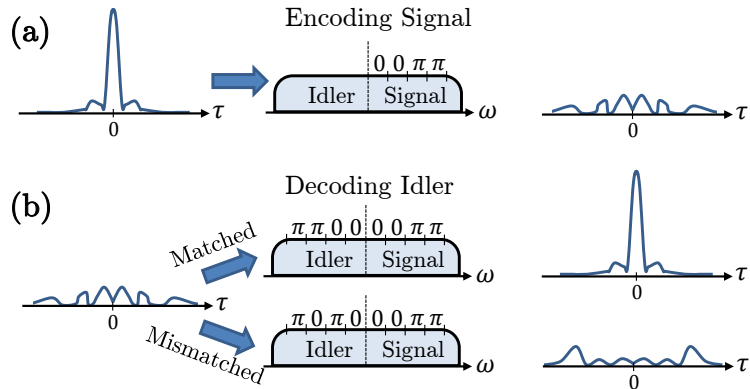 (a)
Encoding Signal
0 0 π π
Idler Signal
τ
0
ω
τ
0
(b)
Decoding Idler
Matched
π π 0 0 0 0 π π
Idler Signal
ω
τ
0
τ
0
Mismatched
π 0 π 0 0 0 π π
Idler Signal
ω
τ
0